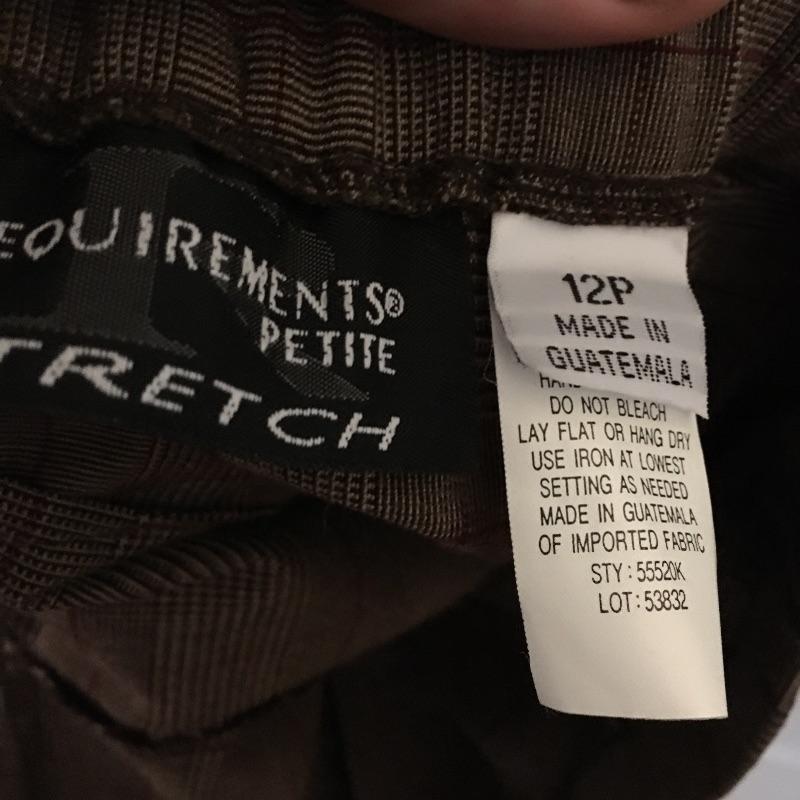 EQUIREMENTS®
PETITE
TRETCH
12P
MADE IN
GUATEMALA
DO NOT BLEACH
LAY FLAT OR HANG DRY
USE IRON AT LOWEST
SETTING AS NEEDED
MADE IN GUATEMALA
OF IMPORTED FABRIC
STY : 55520K
LOT : 53832